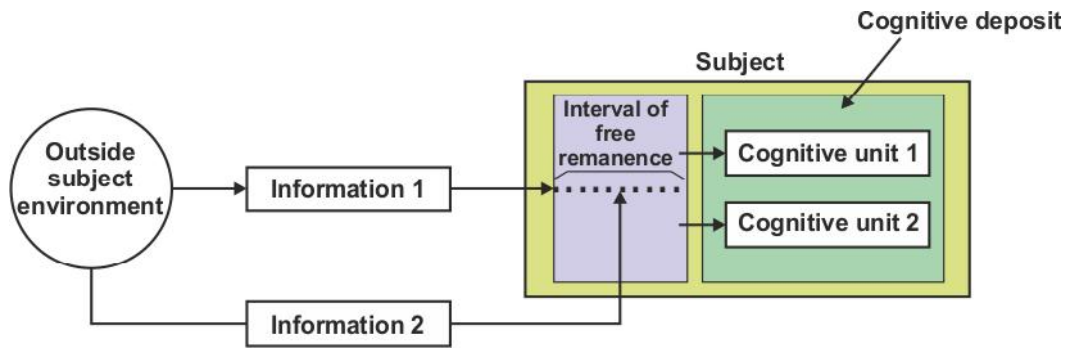 Cognitive deposit
Subject
Interval of
free
remanence
Outside
subject
environment
Information 1
Cognitive unit 1
Cognitive unit 2
Information 2